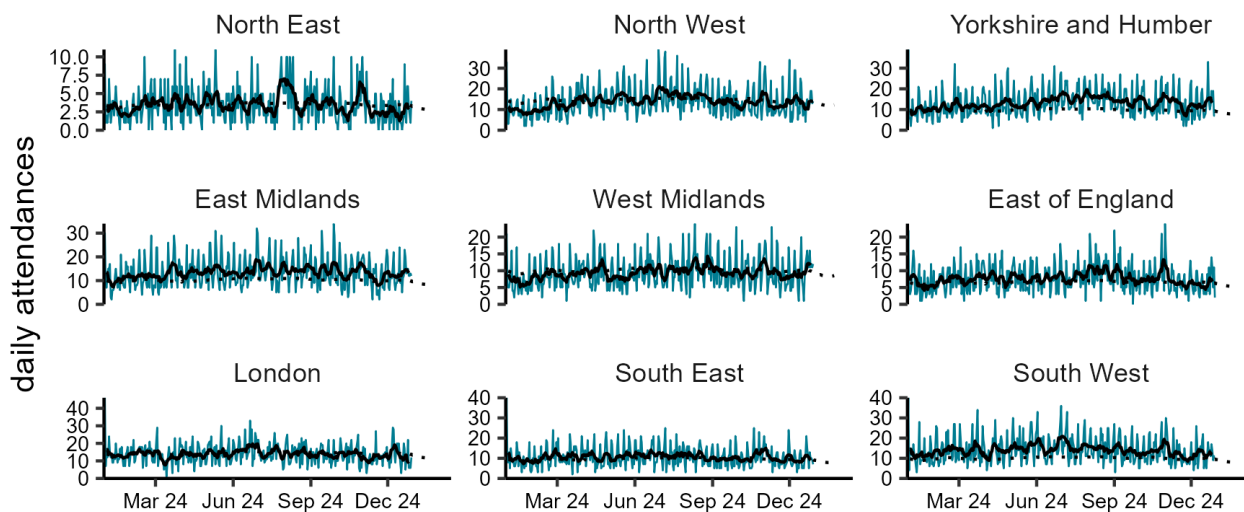 North East North West Yorkshire and Humber
10.0 30 30
7.5 20 20
5.0 10 10
2.5 0 0
0.0
East Midlands West Midlands East of England
30 20 20
20 15 15
10 10 10
0 5 5
0 0
daily attendances
London South East South West
40 40 40
30 30 30
20 20 20
10 10 10
0 0 0
Mar 24 Jun 24 Sep 24 Dec 24 Mar 24 Jun 24 Sep 24 Dec 24 Mar 24 Jun 24 Sep 24 Dec 24